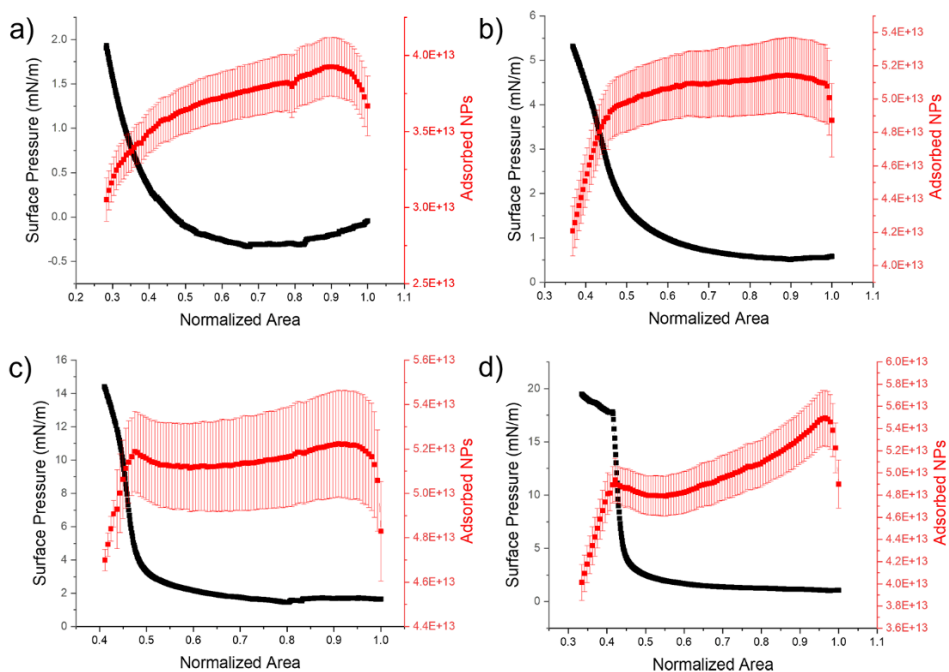 a)
Surface Pressure (mN/m)
2.0
1.5
1.0
0.5
0.0
-0.5
4.0E+13
3.5E+13
3.0E+13
2.5E+13
Adsorbed NPs
0.2 0.3 0.4 0.5 0.6 0.7 0.8 0.9 1.0 1.1
Normalized Area
b)
Surface Pressure (mN/m)
6
5
4
3
2
1
0
5.4E+13
5.2E+13
5.0E+13
4.8E+13
4.6E+13
4.4E+13
4.2E+13
4.0E+13
Adsorbed NPs
0.3 0.4 0.5 0.6 0.7 0.8 0.9 1.0 1.1
Normalized Area
c)
Surface Pressure (mN/m)
16
14
12
10
8
6
4
2
0
5.6E+13
5.4E+13
5.2E+13
5.0E+13
4.8E+13
4.6E+13
4.4E+13
Adsorbed NPs
0.4 0.5 0.6 0.7 0.8 0.9 1.0
Normalized Area
d)
Surface Pressure (mN/m)
20
15
10
5
0
6.0E+13
5.8E+13
5.6E+13
5.4E+13
5.2E+13
5.0E+13
4.8E+13
4.6E+13
4.4E+13
4.2E+13
4.0E+13
3.8E+13
3.6E+13
Adsorbed NPs
0.3 0.4 0.5 0.6 0.7 0.8 0.9 1.0 1.1
Normalized Area